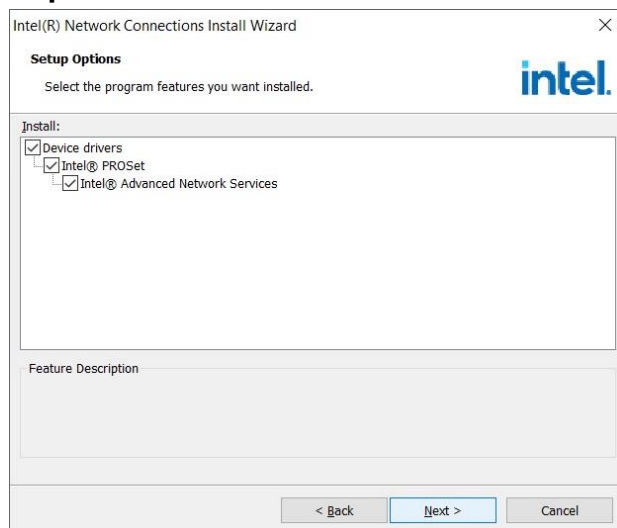 Intel(R) Network Connections Install Wizard
Setup Options
Select the program features you want installed.
intel.
Install:
Device drivers
Intel® PROSet
Intel® Advanced Network Services
Feature Description
< Back
Next >
Cancel